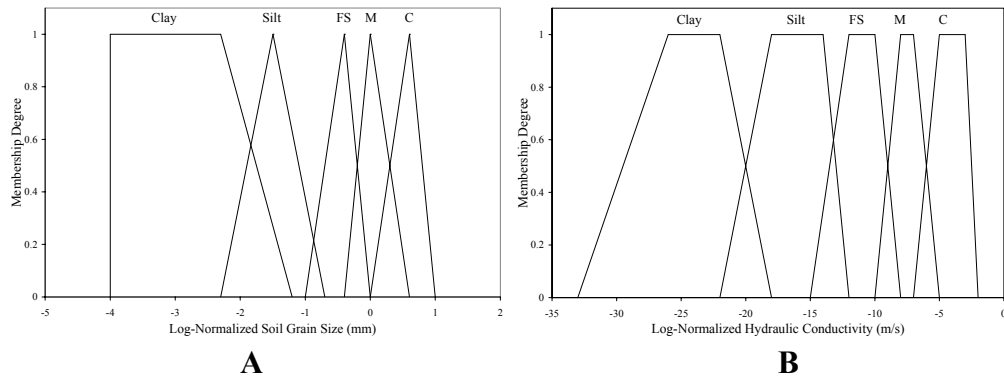 Clay Silt FS M C
1
0.8
0.6
0.4
0.2
0
Membership Degree
-5 -4 -3 -2 -1 0 1 2
Log-Normalized Soil Grain Size (mm)
A
Clay Silt FS M C
1
0.8
0.6
0.4
0.2
0
Membership Degree
-35 -30 -25 -20 -15 -10 -5 0
Log-Normalized Hydraulic Conductivity (m/s)
B